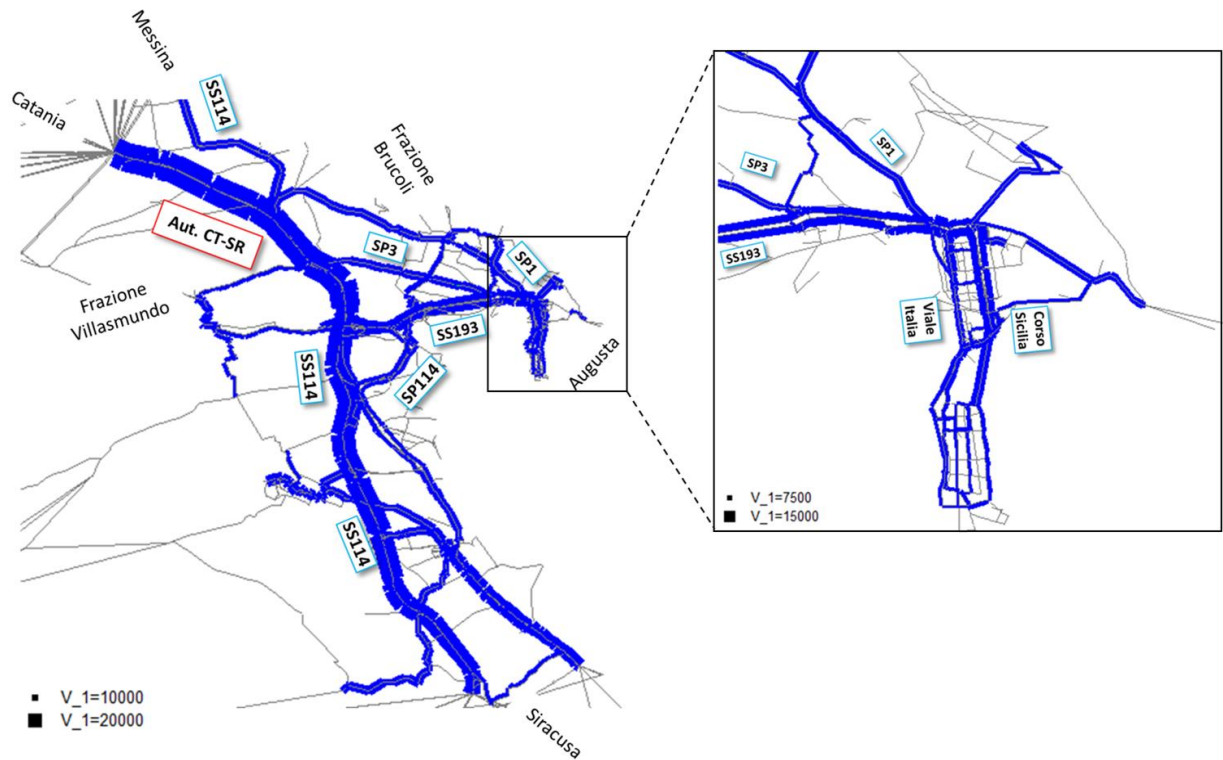 Messina
Catania
SS114
Frazione
Brucoli
Aut. CT-SR
SP3
SP1
Frazione
Villasmundo
SS193
SS114
SP114
Augusta
SS114
V_1=10000
V_1=20000
Siracusa
SP1
SP3
SS193
Viale
Italia
Corso
Sicilia
V_1=7500
V_1=15000